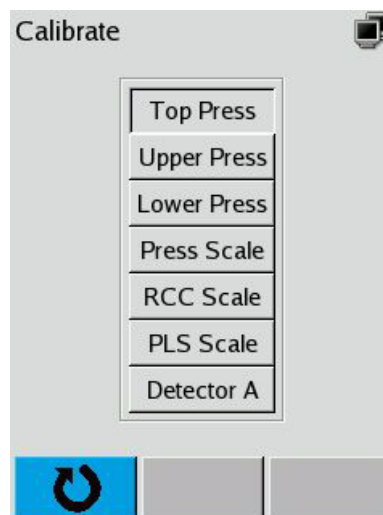 Calibrate
Top Press
Upper Press
Lower Press
Press Scale
RCC Scale
PLS Scale
Detector A